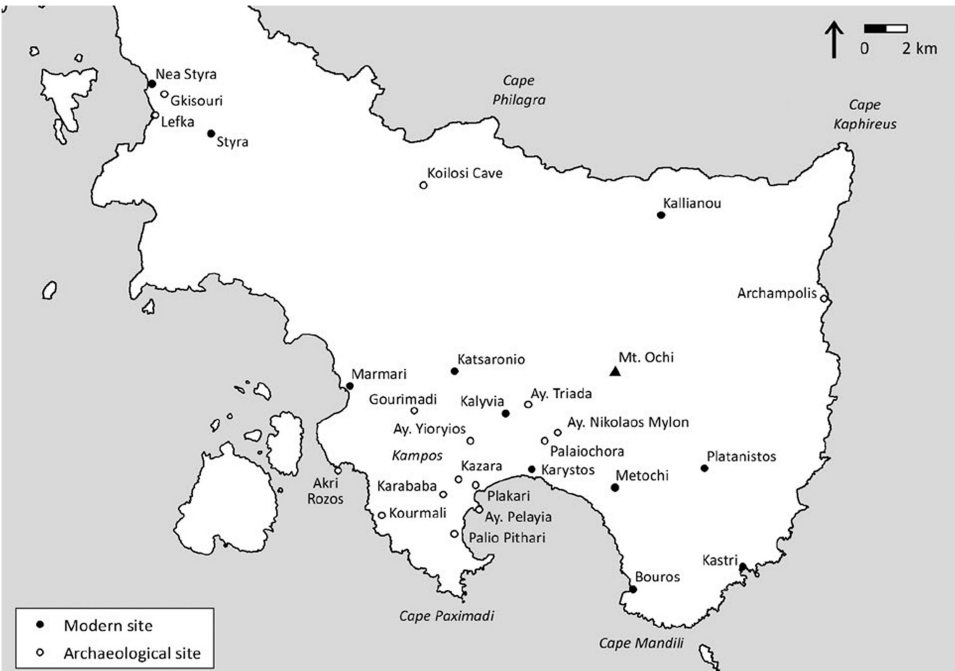 0 2 km
Cape
Philagra
Nea Styra
Gkisouri
Lefka
Styra
Cape
Kaphireus
Koilosi Cave
Kallianou
Archampolis
Mt. Ochi
Katsaronio
Marmari
Gourimadi
Kalyvia
Ay. Triada
Ay. Yioryios
Ay. Nikolaos Mylon
Kampos
Palaiochora
Platanistos
Karystos
Kazara
Metochi
Akri
Rozos
Karababa
Plakari
Kourmali
Ay. Pelayia
Palio Pithari
Kastri
Bouros
Cape Paximadi
Cape Mandili
Modern site
Archaeological site